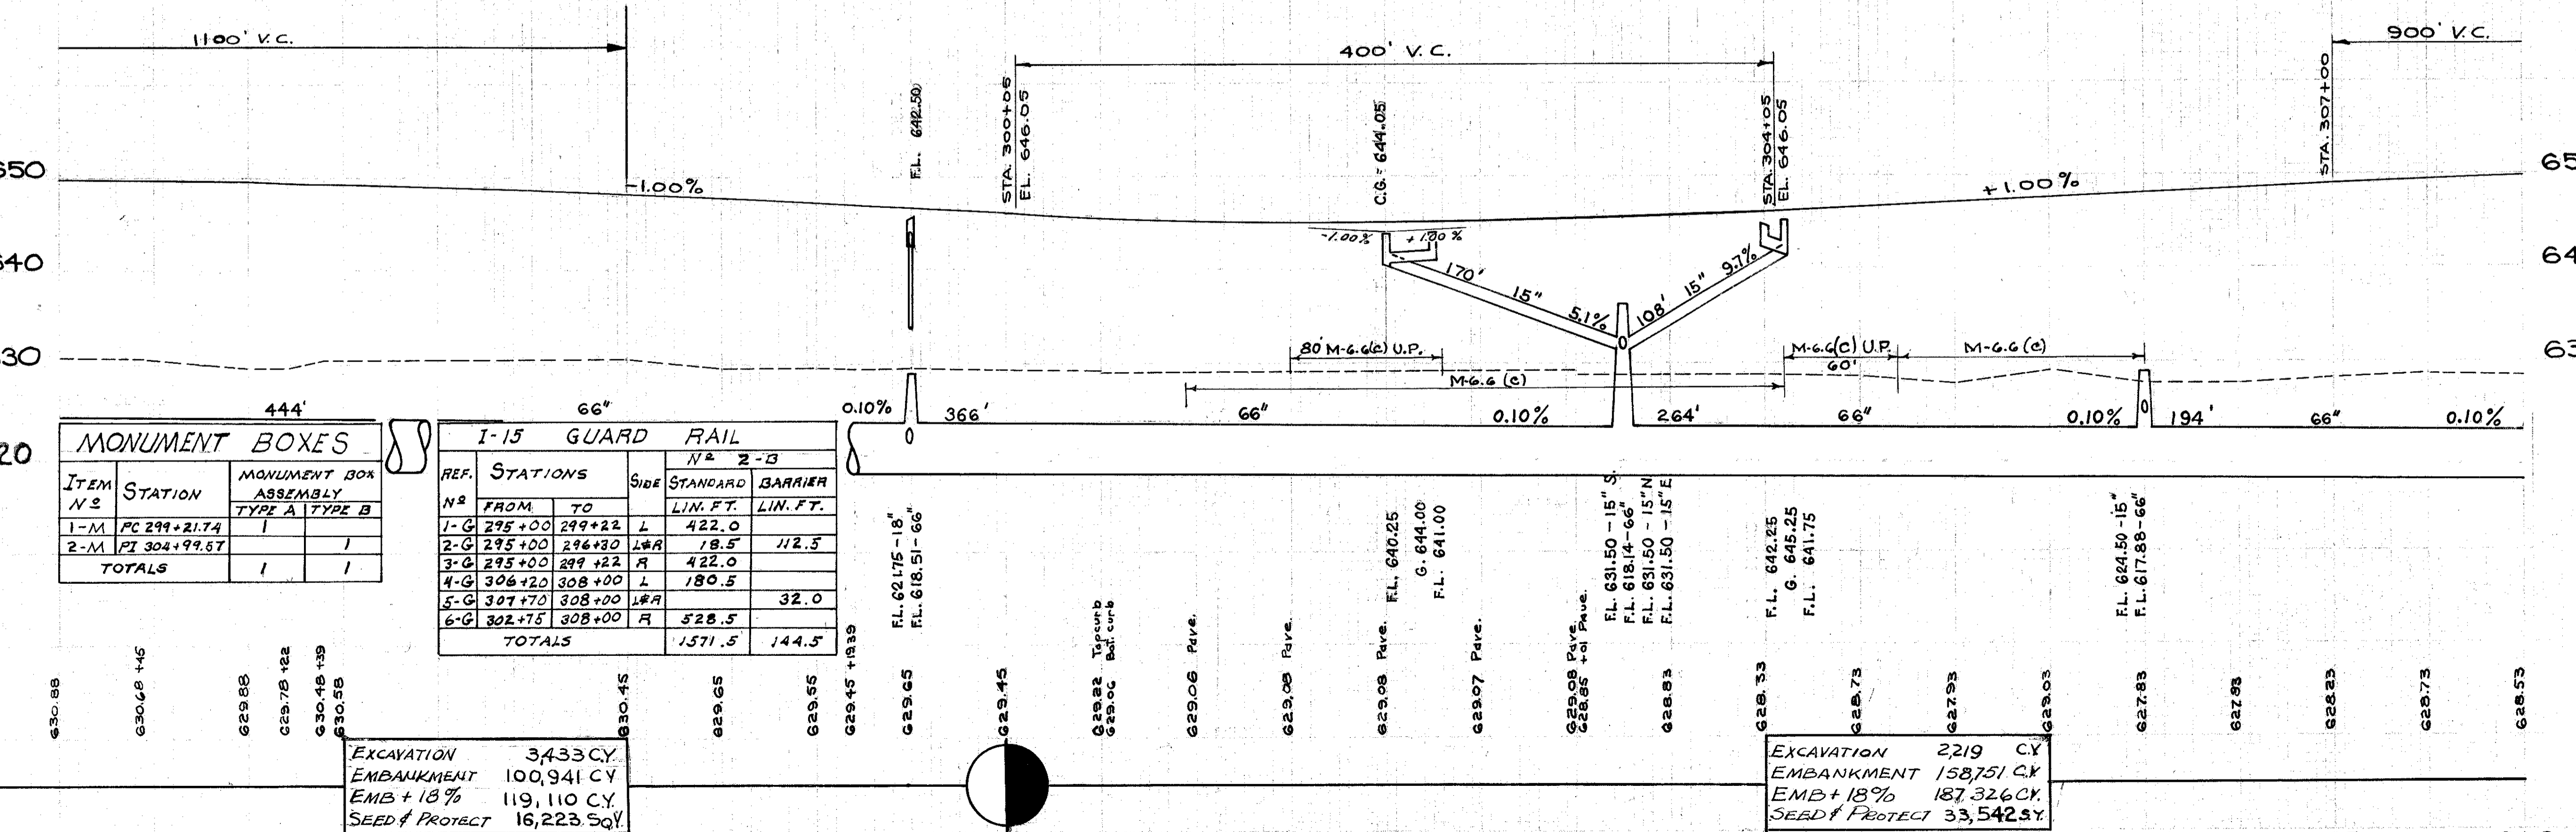 1100' V.C.
400' V.C.
900' V.C.
F.L. 642.50
STA. 300+05
EL. 646.05
C.G. = 644.05
STA. 304+05
EL. 646.05
STA. 307+00
650
-1.00%
+1.00%
-1.00%
+1.00%
640
170' 15" 5.1%
108' 15" 9.7%
630
80' M-6.6(c) U.P.
M-6.6(c) U.P.
60'
M-6.6 (c)
M-6.6 (c)
444'
66"
0.10%
366'
66"
0.10%
264'
66"
0.10%
194'
66"
0.10%
620
MONUMENT BOXES
ITEM Nº STATION MONUMENT BOX ASSEMBLY
TYPE A TYPE B
1-M PC 299+21.74 1
2-M PI 304+99.57 1
TOTALS 1 1
I-15 GUARD RAIL
REF. Nº STATIONS SIDE Nº 2-B
STANDARD BARRIER
FROM TO LIN. FT. LIN. FT.
1-G 295+00 299+22 L 422.0
2-G 295+00 296+30 L&R 18.5 112.5
3-G 295+00 299+22 R 422.0
4-G 306+20 308+00 L 180.5
5-G 307+70 308+00 L&R 32.0
6-G 302+75 308+00 R 528.5
TOTALS 1571.5 144.5
F.L. 621.75-18"
F.L. 618.51-66"
F.L. 640.25
G. 644.00
F.L. 641.00
F.L. 631.50-15" S.
F.L. 618.14-66"
F.L. 631.50-15" N
F.L. 631.50-15" E
F.L. 642.25
G. 645.25
F.L. 641.75
F.L. 624.50-15"
F.L. 617.88-66"
630.88
630.68 +45
629.88
629.78 +22
630.48 +39
630.58
630.45
629.65
629.55
629.45 +19.39
629.65
629.45
629.22 Topcurb
629.06 Bot. curb
629.06 Pave.
629.08 Pave.
629.08 Pave.
629.07 Pave.
629.08 Pave.
628.85 +01 Pave.
628.83
628.33
628.73
627.93
629.03
627.83
627.83
628.23
628.73
628.53
EXCAVATION 3,433 C.Y.
EMBANKMENT 100,941 CY
EMB + 18% 119,110 C.Y.
SEED & PROTECT 16,223 SQ.Y.
EXCAVATION 2,219 C.Y.
EMBANKMENT 158,751 C.Y.
EMB + 18% 187,326 C.Y.
SEED & PROTECT 33,542 S.Y.